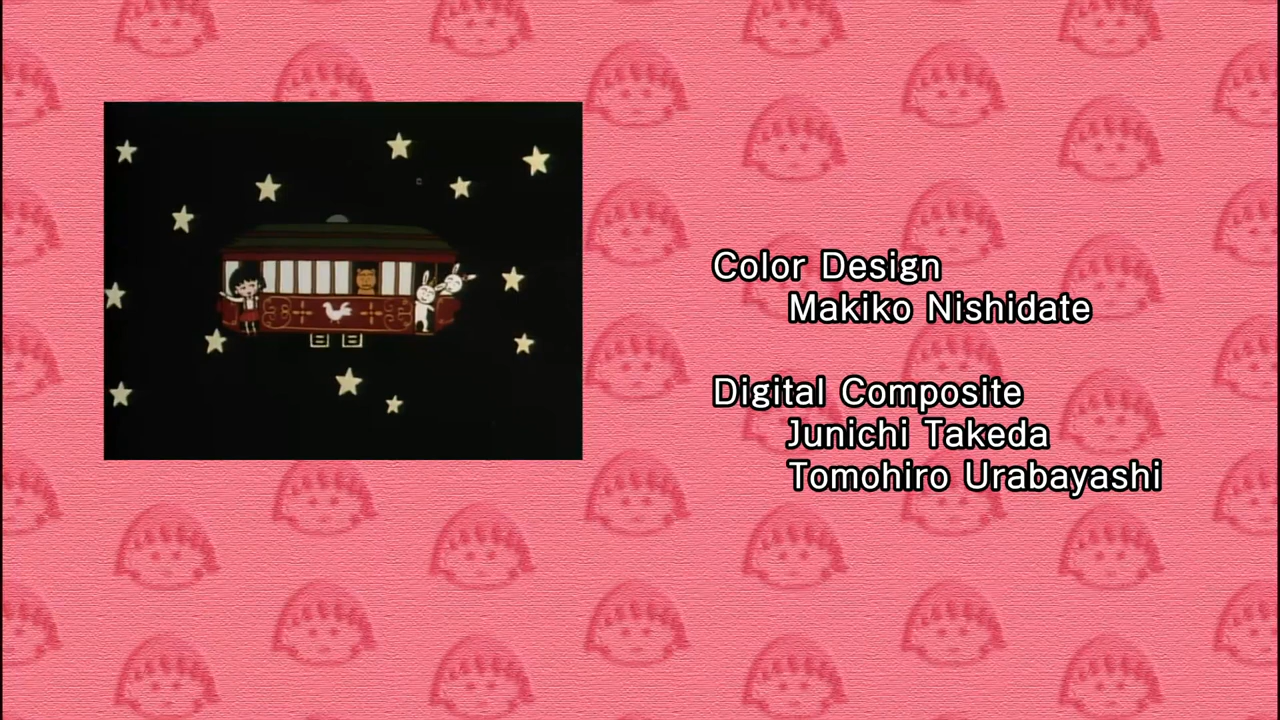 Color Design
Makiko Nishidate
Digital Composite
Junichi Takeda
Tomohiro Urabayashi